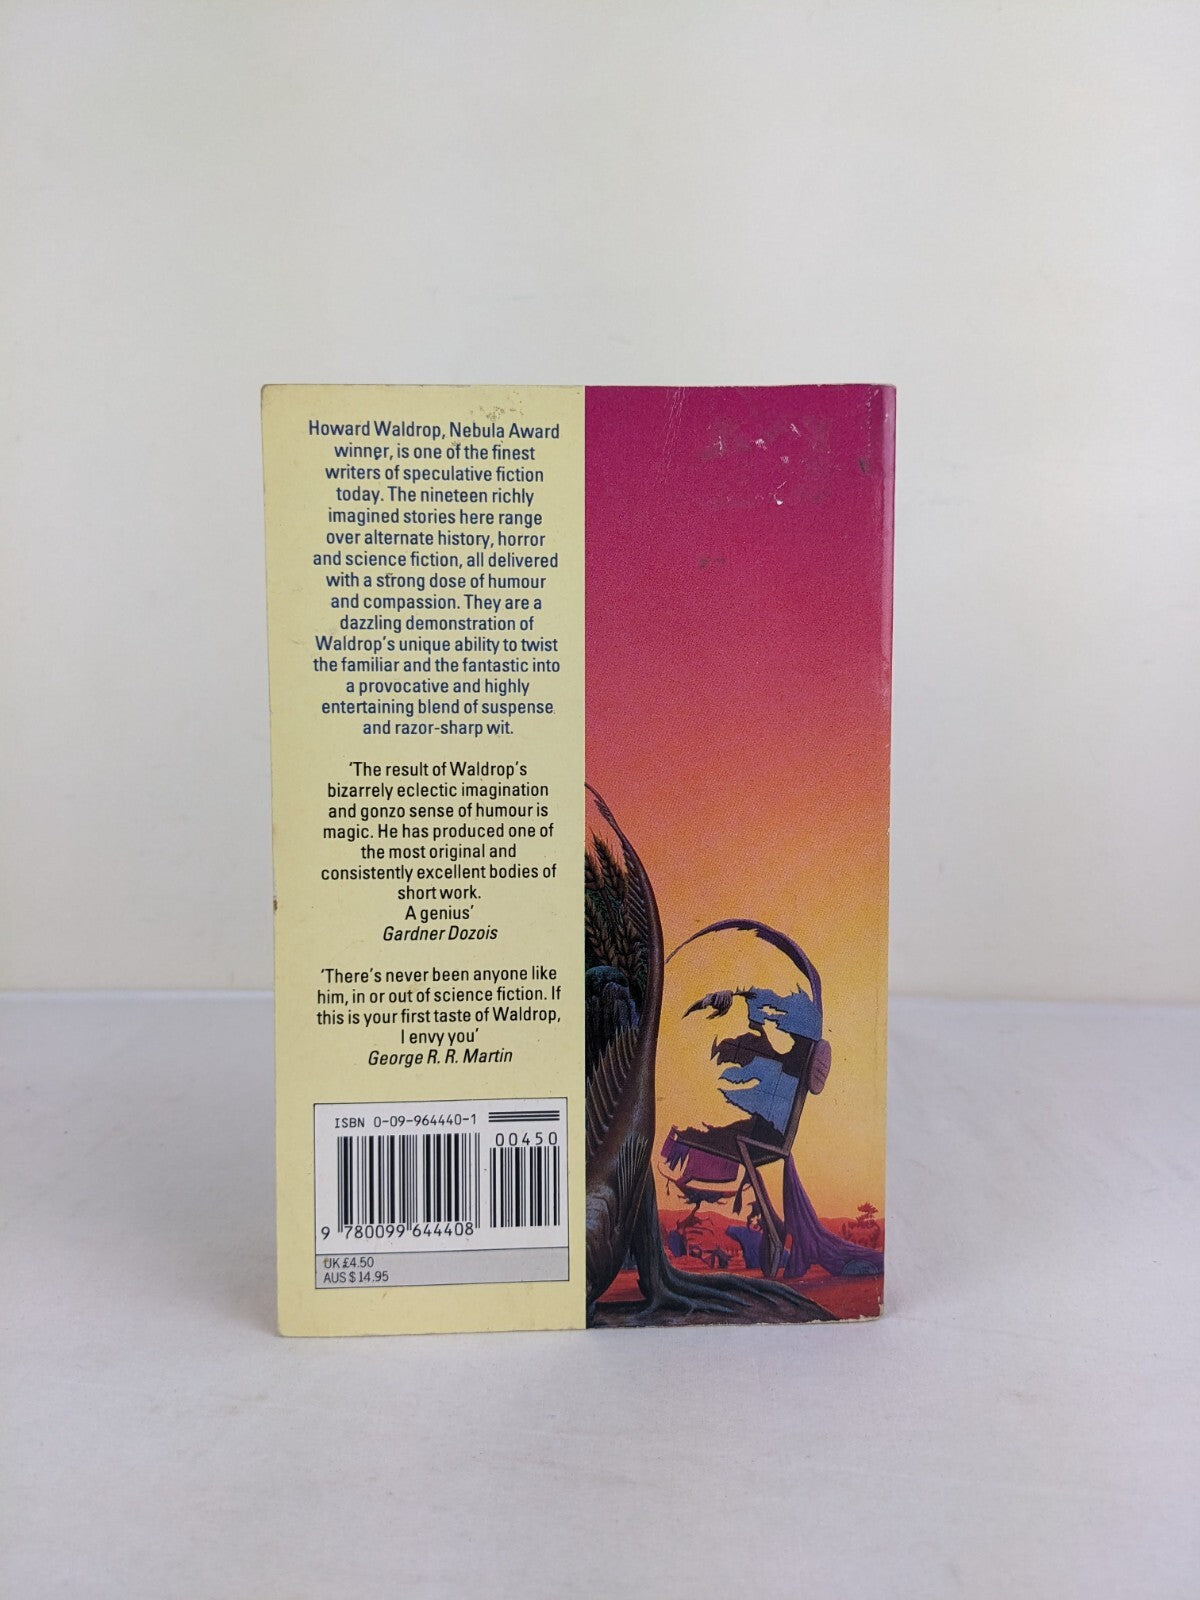 Howard Waldrop, Nebula Award
winner, is one of the finest
writers of speculative fiction
today. The nineteen richly
imagined stories here range
over alternate history, horror
and science fiction, all delivered
with a strong dose of humour
and compassion. They are a
dazzling demonstration of
Waldrop's unique ability to twist
the familiar and the fantastic into
a provocative and highly
entertaining blend of suspense
and razor-sharp wit.
'The result of Waldrop's
bizarrely eclectic imagination
and gonzo sense of humour is
magic. He has produced one of
the most original and
consistently excellent bodies of
short work.
A genius'
Gardner Dozois
'There's never been anyone like
him, in or out of science fiction. If
this is your first taste of Waldrop,
I envy you'
George R. R. Martin
ISBN 0-09-964440-1
00450
9 780099 644408
UK £4.50
AUS $ 14.95